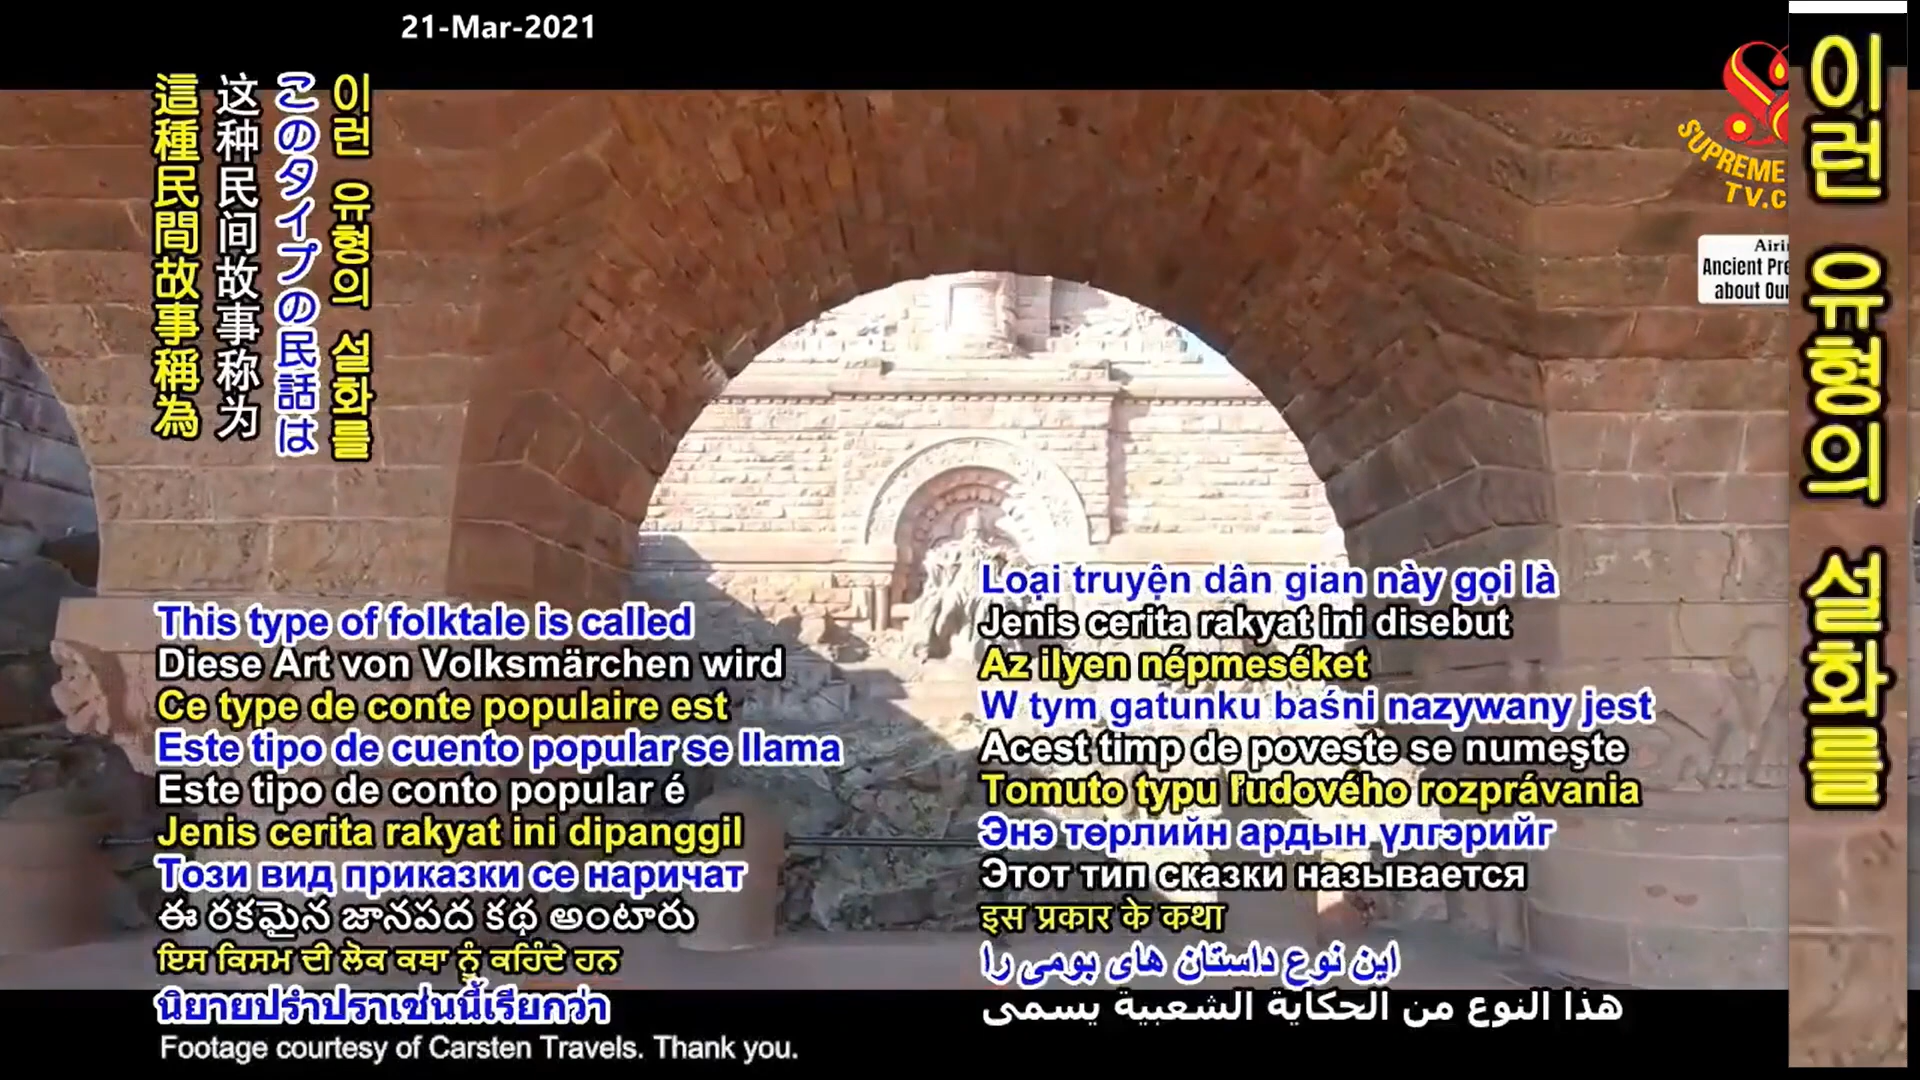 21-Mar-2021
이런 유형의 설화를
このタイプの民話は
这种民间故事称为
這種民間故事稱為
SUPREME
TV.C
Ancient
about Our
이런 유형의 설화를
This type of folktale is called
Diese Art von Volksmärchen wird
Ce type de conte populaire est
Este tipo de cuento popular se llama
Este tipo de conto popular é
Jenis cerita rakyat ini dipanggil
Този вид приказки се наричат
ఈ రకమైన జానపద కథ అంటారు
ਇਸ ਕਿਸਮ ਦੀ ਲੋਕ ਕਥਾ ਨੂੰ ਕਹਿੰਦੇ ਹਨ
นิยายปรำปราเช่นนี้เรียกว่า
Footage courtesy of Carsten Travels. Thank you.
Loại truyện dân gian này gọi là
Jenis cerita rakyat ini disebut
Az ilyen népmeséket
W tym gatunku baśni nazywany jest
Acest timp de poveste se numeşte
Tomuto typu ľudového rozprávania
Энэ төрлийн ардын үлгэрийг
Этот тип сказки называется
इस प्रकार के कथा
این نوع داستان های بومی را
هذا النوع من الحكاية الشعبية يسمى